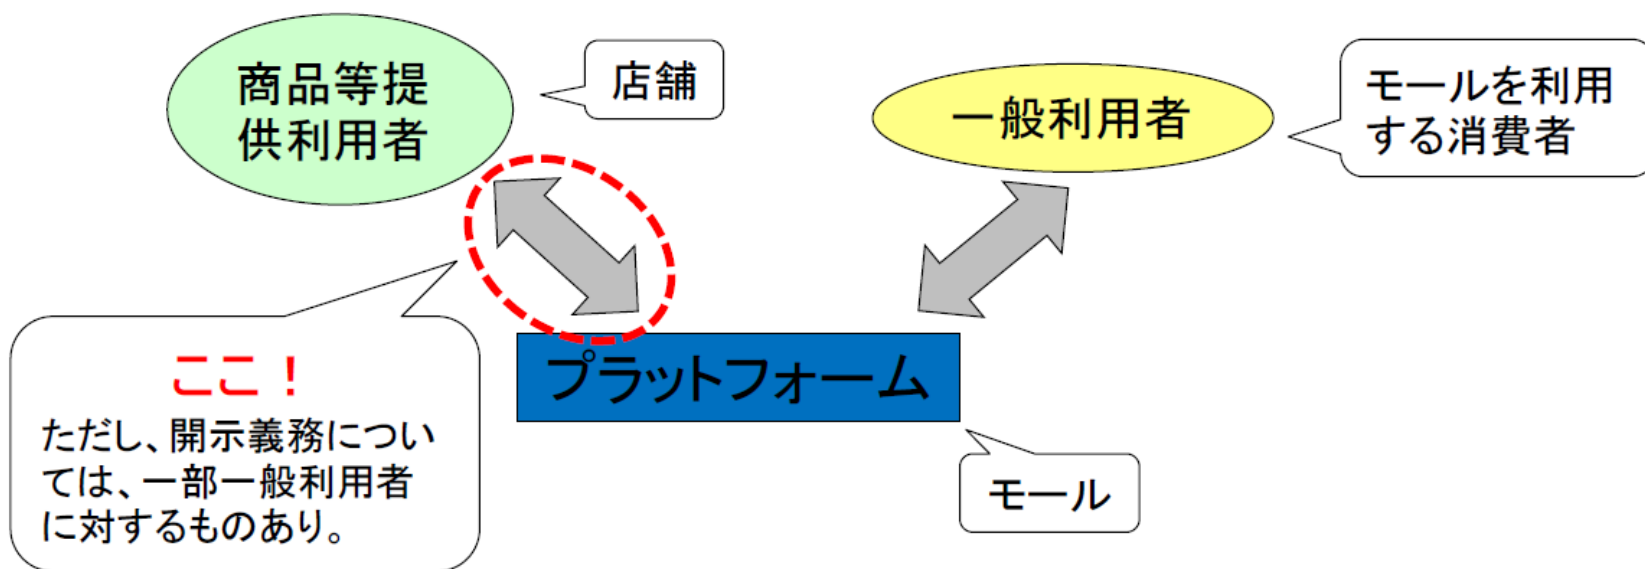 商品等提
供利用者
店舗
一般利用者
モールを利用
する消費者
ここ！
ただし、開示義務につい
ては、一部一般利用者
に対するものあり。
プラットフォーム
モール